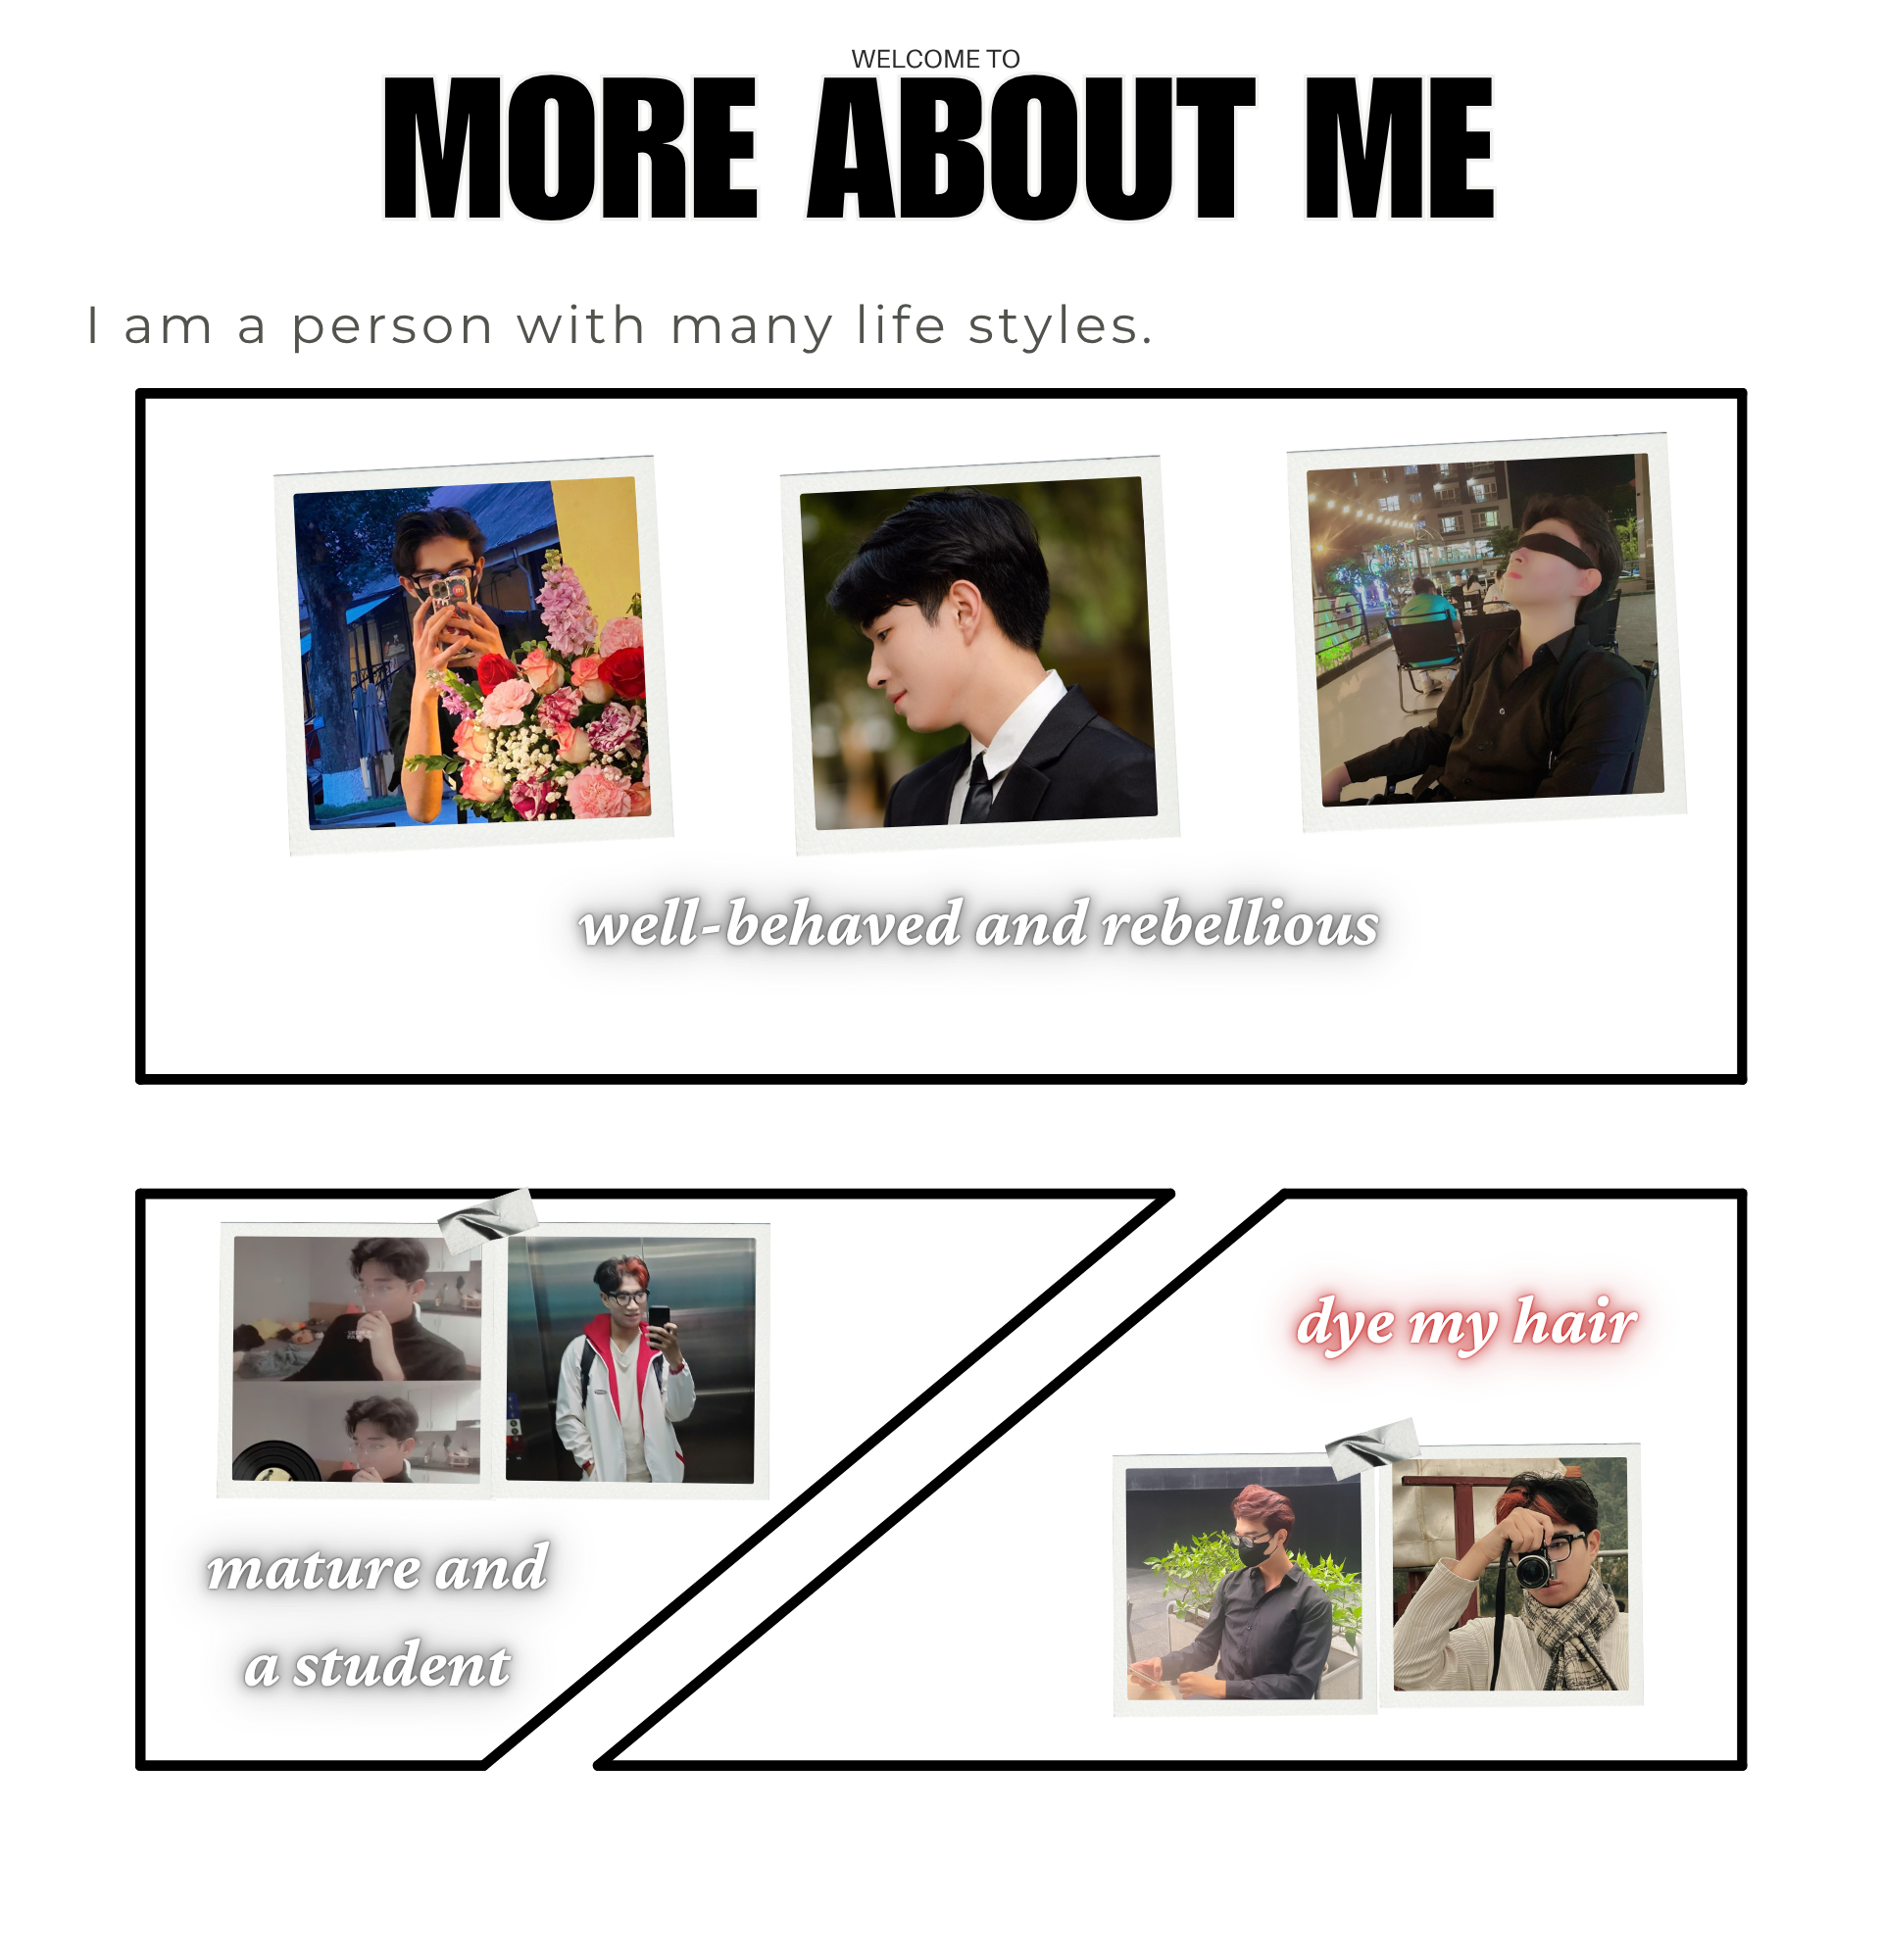 WELCOME TO
MORE ABOUT ME
I am a person with many life styles.
well-behaved and rebellious
mature and
a student
dye my hair